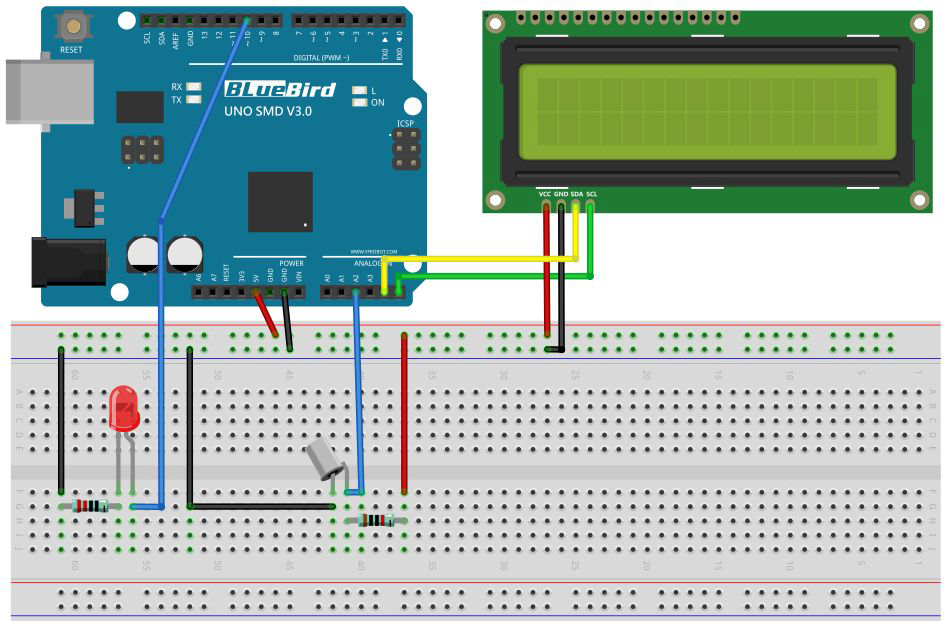 SCL SDA AREF GND 13 12 ~11 ~10 ~9 8 7 ~6 ~5 4 ~3 2 TX0▶1 RX0◀0
RESET
DIGITAL (PWM ~)
RX
TX
BLUeBird
L
ON
UNO SMD V3.0
ICSP
VCC GND SDA SCL
WWW.YFROBOT.COM
POWER
ANALOG IN
A6 A7 RESET 3V3 5V GND GND VIN A0 A1 A2 A3
60 55 50 45 40 35 30 25 20 15 10 5 1
A A
B B
C C
D D
E E
F F
G G
H H
I I
J J
60 55 50 45 40 35 30 25 20 15 10 5 1